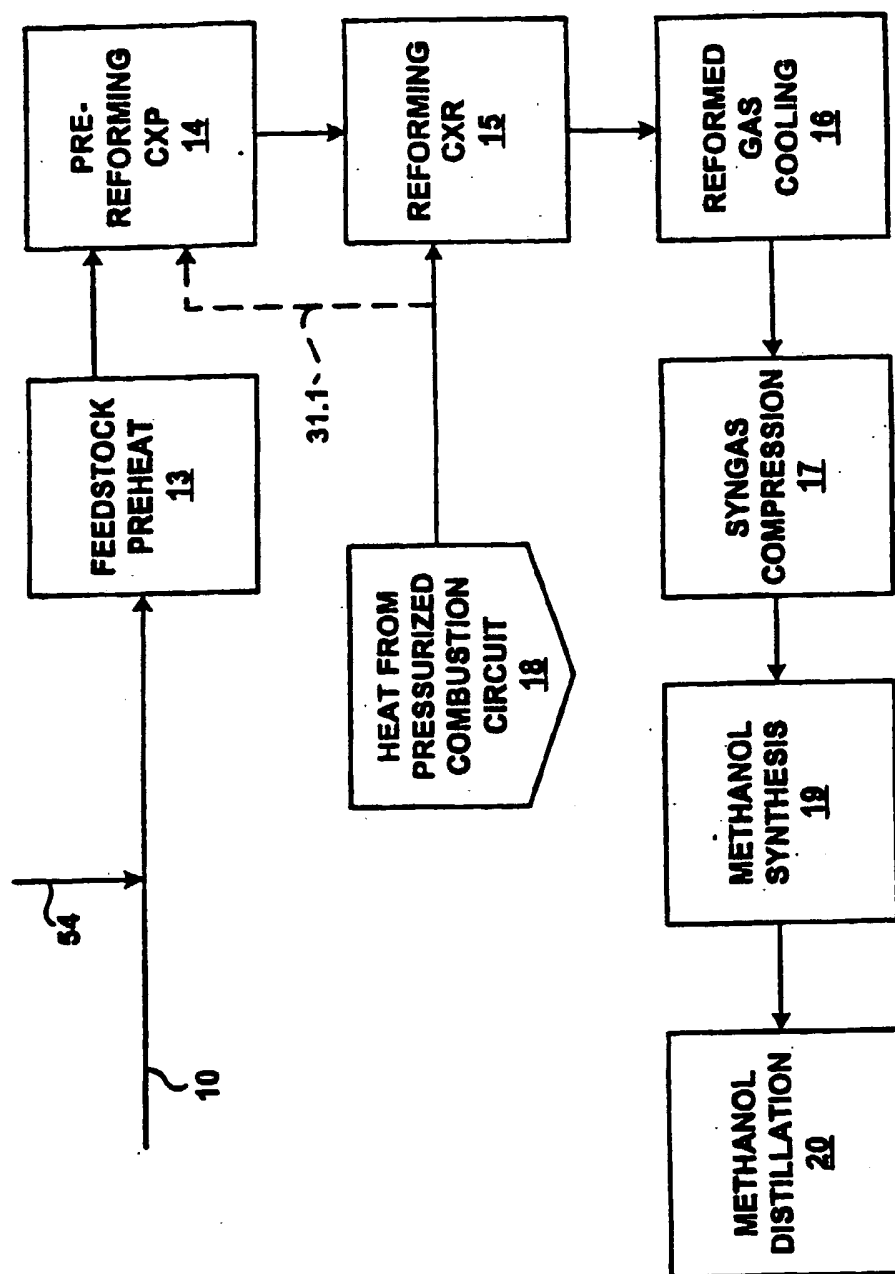 54
10
FEEDSTOCK
PREHEAT
13
PRE-
REFORMING
CXP
14
31.1
HEAT FROM
PRESSURIZED
COMBUSTION
CIRCUIT
18
REFORMING
CXR
15
METHANOL
DISTILLATION
20
METHANOL
SYNTHESIS
19
SYNGAS
COMPRESSION
17
REFORMED
GAS
COOLING
16